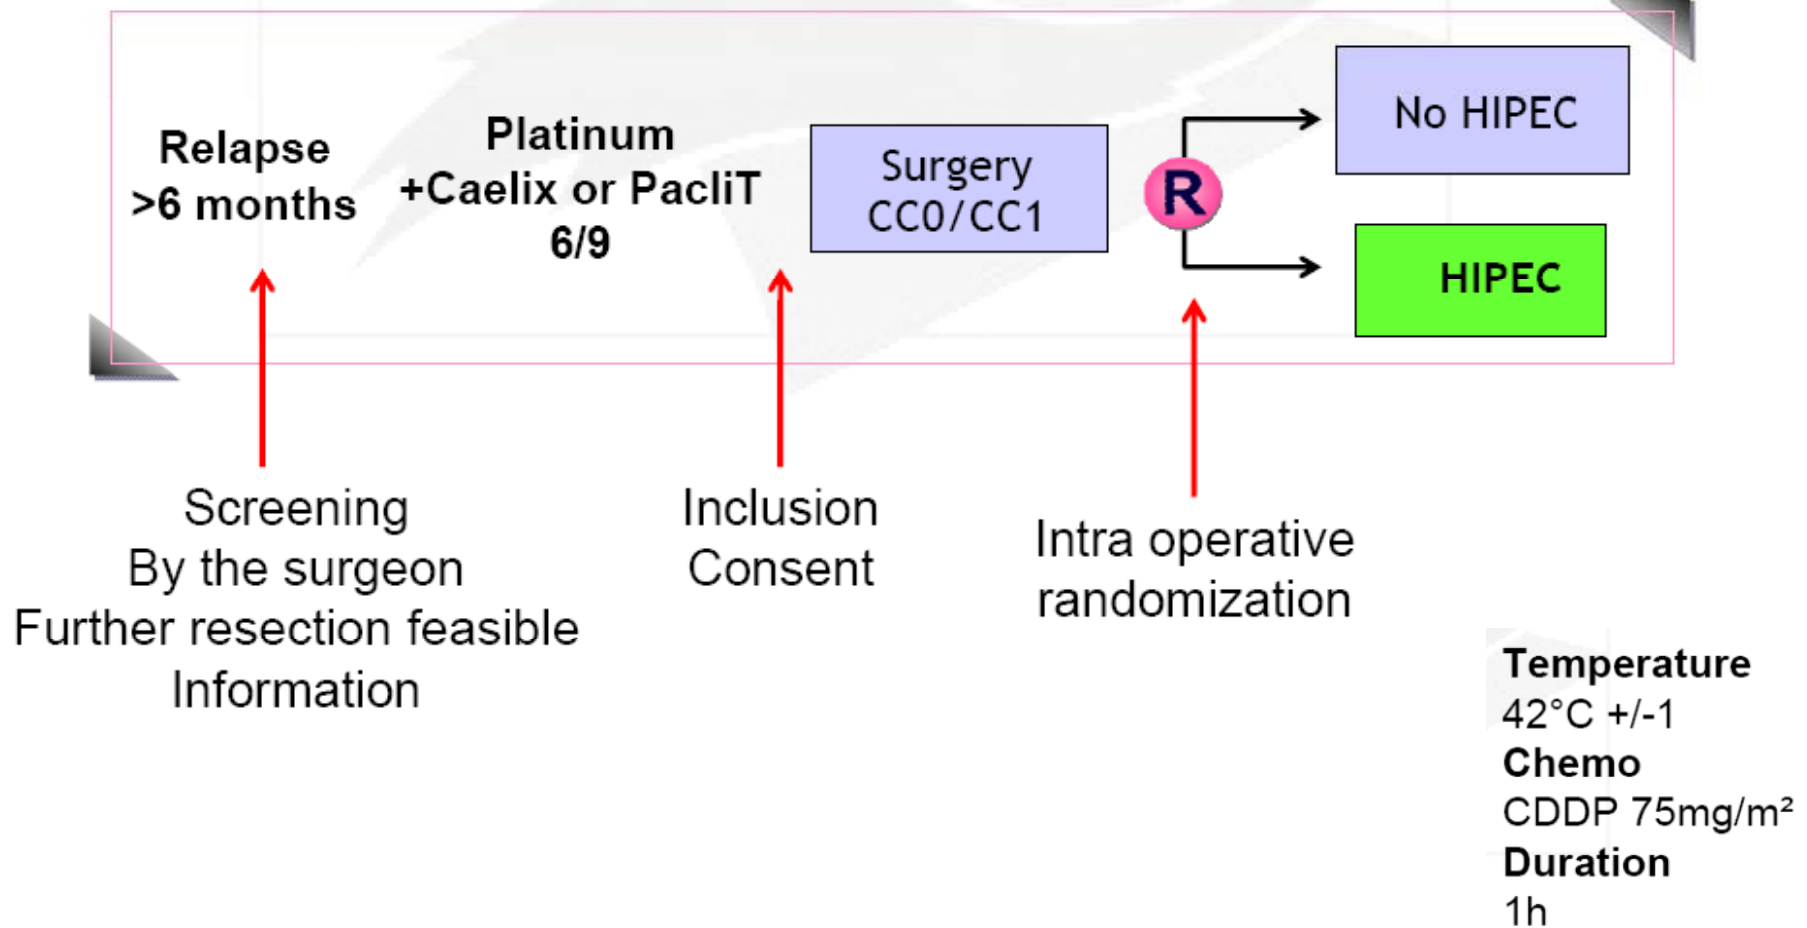 Relapse
>6 months
Platinum
+Caelix or PacliT
6/9
Surgery
CC0/CC1
R
No HIPEC
HIPEC
Screening
By the surgeon
Further resection feasible
Information
Inclusion
Consent
Intra operative
randomization
Temperature
42°C +/-1
Chemo
CDDP 75mg/m²
Duration
1h